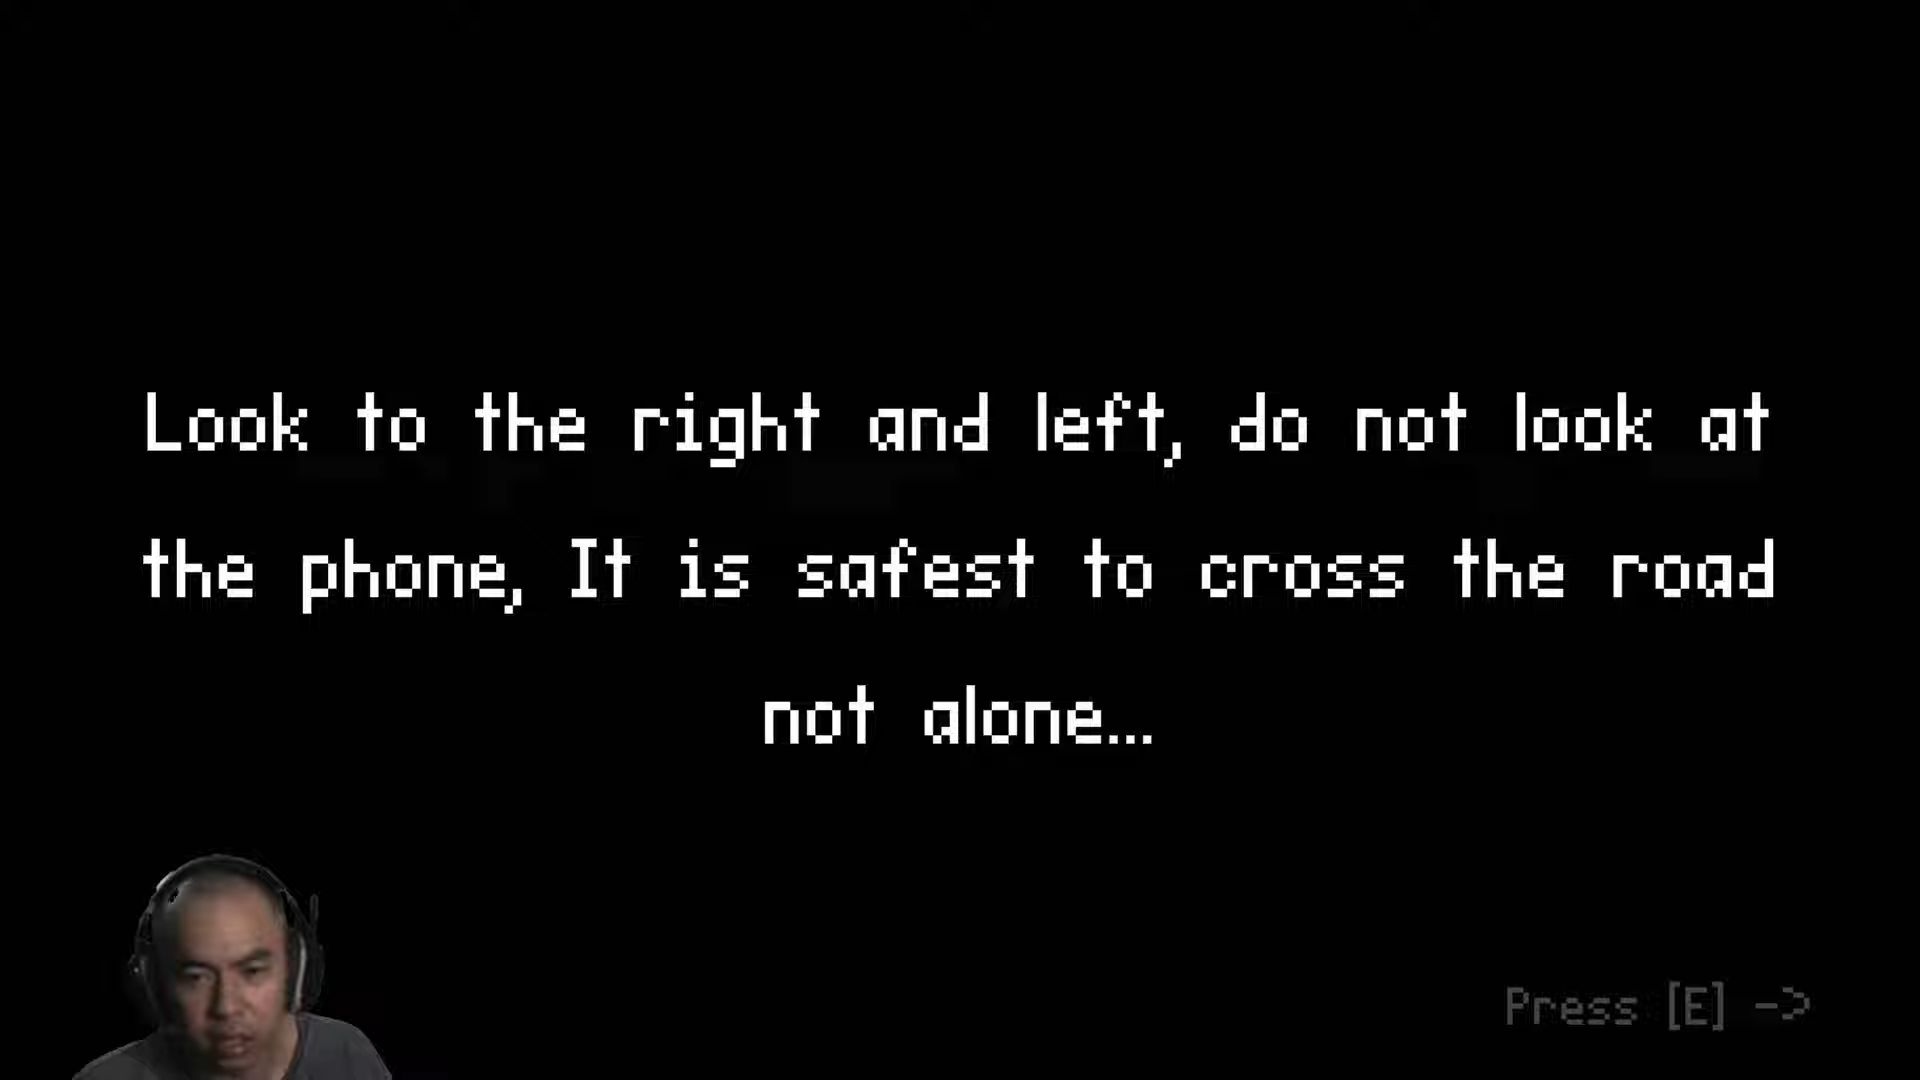 Look to the right and left, do not look at
the phone, It is safest to cross the road
not alone...
Press [E] ->